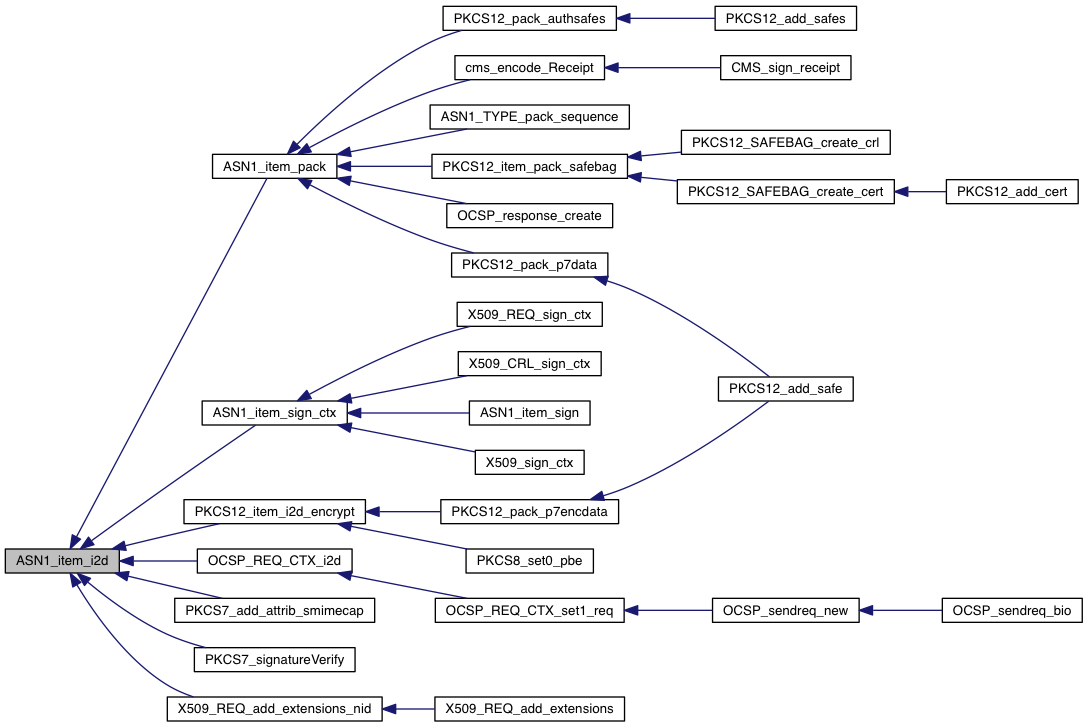 PKCS12_pack_authsafes
PKCS12_add_safes
cms_encode_Receipt
CMS_sign_receipt
ASN1_TYPE_pack_sequence
PKCS12_SAFEBAG_create_crl
ASN1_item_pack
PKCS12_item_pack_safebag
PKCS12_SAFEBAG_create_cert
PKCS12_add_cert
OCSP_response_create
PKCS12_pack_p7data
X509_REQ_sign_ctx
X509_CRL_sign_ctx
PKCS12_add_safe
ASN1_item_sign_ctx
ASN1_item_sign
X509_sign_ctx
PKCS12_item_i2d_encrypt
PKCS12_pack_p7encdata
ASN1_item_i2d
OCSP_REQ_CTX_i2d
PKCS8_set0_pbe
PKCS7_add_attrib_smimecap
OCSP_REQ_CTX_set1_req
OCSP_sendreq_new
OCSP_sendreq_bio
PKCS7_signatureVerify
X509_REQ_add_extensions_nid
X509_REQ_add_extensions